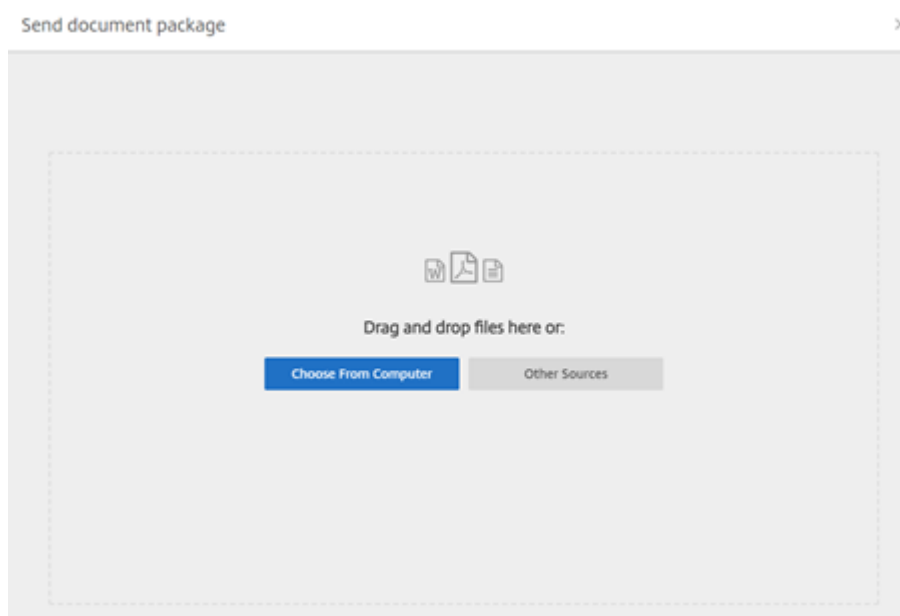 Send document package
W
Drag and drop files here or:
Choose From Computer
Other Sources